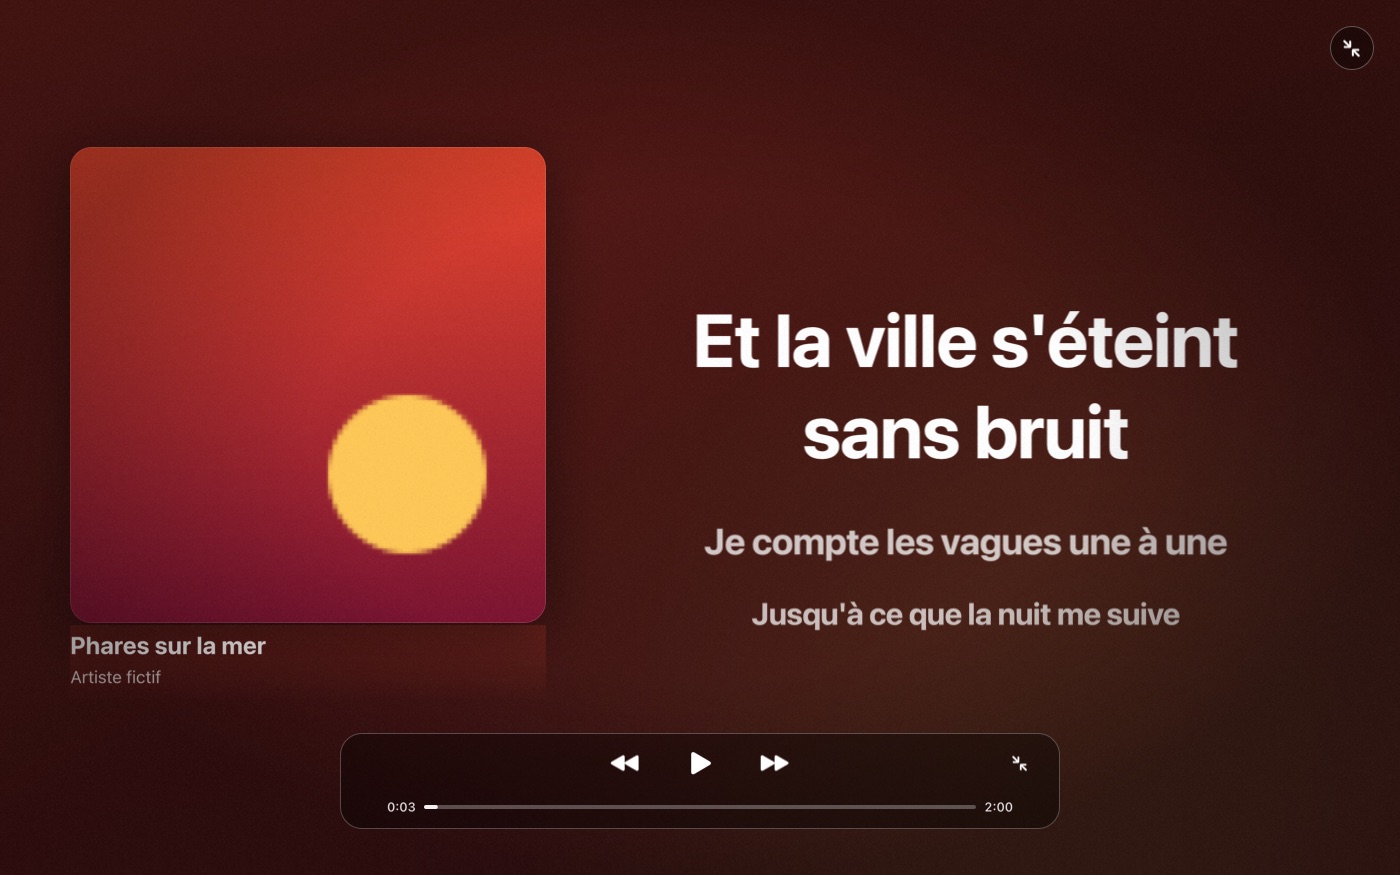 Et la ville s'éteint
sans bruit
Je compte les vagues une à une
Jusqu'à ce que la nuit me suive
Phares sur la mer
Artiste fictif
0:03
2:00